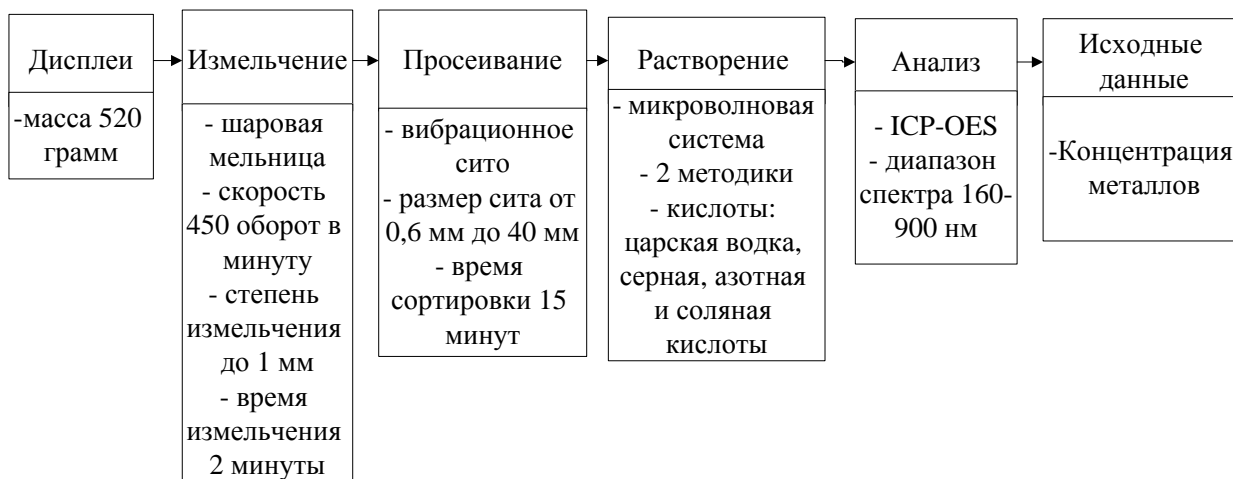 Дисплеи
-масса 520
грамм
Измельчение
- шаровая
мельница
- скорость
450 оборот в
минуту
- степень
измельчения
до 1 мм
- время
измельчения
2 минуты
Просеивание
- вибрационное
сито
- размер сита от
0,6 мм до 40 мм
- время
сортировки 15
минут
Растворение
- микроволновая
система
- 2 методики
- кислоты:
царская водка,
серная, азотная
и соляная
кислоты
Анализ
- ICP-OES
- диапазон
спектра 160-
900 нм
Исходные
данные
-Концентрация
металлов